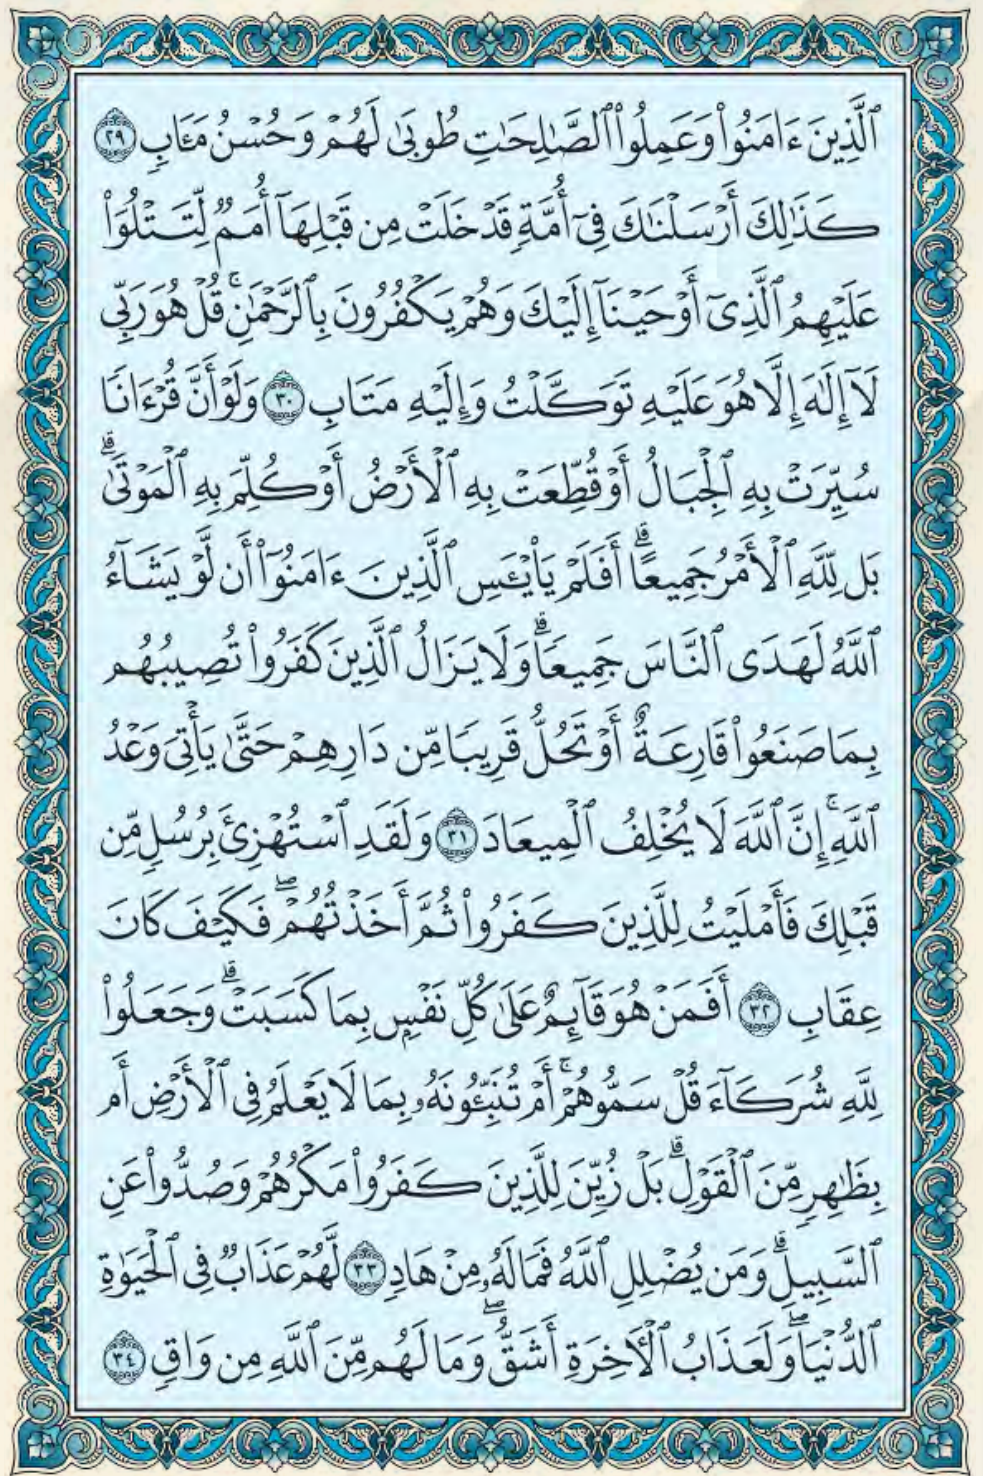 ٱلَّذِينَ ءَامَنُوا۟ وَعَمِلُوا۟ ٱلصَّٰلِحَٰتِ طُوبَىٰ لَهُمْ وَحُسْنُ مَـَٔابٍ ٢٩
كَذَٰلِكَ أَرْسَلْنَٰكَ فِىٓ أُمَّةٍ قَدْ خَلَتْ مِن قَبْلِهَآ أُمَمٌ لِّتَتْلُوَا۟
عَلَيْهِمُ ٱلَّذِىٓ أَوْحَيْنَآ إِلَيْكَ وَهُمْ يَكْفُرُونَ بِٱلرَّحْمَٰنِ ۚ قُلْ هُوَ رَبِّى
لَآ إِلَٰهَ إِلَّا هُوَ عَلَيْهِ تَوَكَّلْتُ وَإِلَيْهِ مَتَابِ ٣٠ وَلَوْ أَنَّ قُرْءَانًا
سُيِّرَتْ بِهِ ٱلْجِبَالُ أَوْ قُطِّعَتْ بِهِ ٱلْأَرْضُ أَوْ كُلِّمَ بِهِ ٱلْمَوْتَىٰ ۗ
بَل لِّلَّهِ ٱلْأَمْرُ جَمِيعًا ۗ أَفَلَمْ يَا۟يْـَٔسِ ٱلَّذِينَ ءَامَنُوٓا۟ أَن لَّوْ يَشَآءُ
ٱللَّهُ لَهَدَى ٱلنَّاسَ جَمِيعًا ۗ وَلَا يَزَالُ ٱلَّذِينَ كَفَرُوا۟ تُصِيبُهُم
بِمَا صَنَعُوا۟ قَارِعَةٌ أَوْ تَحُلُّ قَرِيبًا مِّن دَارِهِمْ حَتَّىٰ يَأْتِىَ وَعْدُ
ٱللَّهِ ۚ إِنَّ ٱللَّهَ لَا يُخْلِفُ ٱلْمِيعَادَ ٣١ وَلَقَدِ ٱسْتُهْزِئَ بِرُسُلٍ مِّن
قَبْلِكَ فَأَمْلَيْتُ لِلَّذِينَ كَفَرُوا۟ ثُمَّ أَخَذْتُهُمْ ۖ فَكَيْفَ كَانَ
عِقَابِ ٣٢ أَفَمَنْ هُوَ قَآئِمٌ عَلَىٰ كُلِّ نَفْسٍۭ بِمَا كَسَبَتْ ۗ وَجَعَلُوا۟
لِلَّهِ شُرَكَآءَ قُلْ سَمُّوهُمْ ۚ أَمْ تُنَبِّـُٔونَهُۥ بِمَا لَا يَعْلَمُ فِى ٱلْأَرْضِ أَم
بِظَٰهِرٍ مِّنَ ٱلْقَوْلِ ۗ بَلْ زُيِّنَ لِلَّذِينَ كَفَرُوا۟ مَكْرُهُمْ وَصُدُّوا۟ عَنِ
ٱلسَّبِيلِ ۗ وَمَن يُضْلِلِ ٱللَّهُ فَمَا لَهُۥ مِنْ هَادٍ ٣٣ لَّهُمْ عَذَابٌ فِى ٱلْحَيَوٰةِ
ٱلدُّنْيَا ۖ وَلَعَذَابُ ٱلْءَاخِرَةِ أَشَقُّ ۖ وَمَا لَهُم مِّنَ ٱللَّهِ مِن وَاقٍ ٣٤